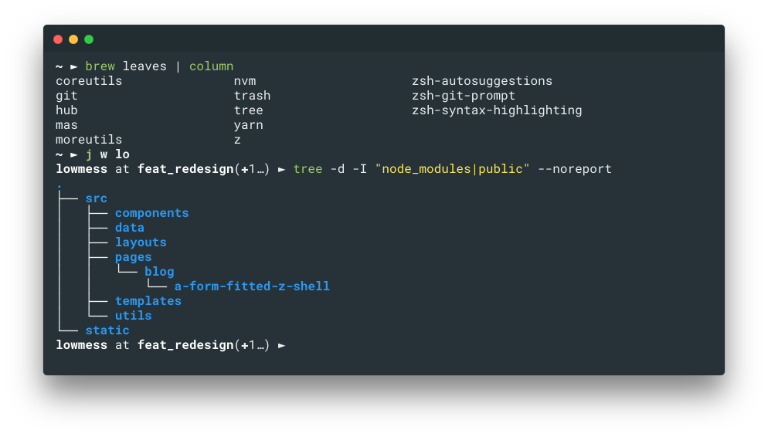 ~ ► brew leaves | column
coreutils nvm zsh-autosuggestions
git trash zsh-git-prompt
hub tree zsh-syntax-highlighting
mas yarn
moreutils z
~ ► j w lo
lowmess at feat_redesign(+1…) ► tree -d -I "node_modules|public" --noreport
.
├── src
│   ├── components
│   ├── data
│   ├── layouts
│   ├── pages
│   │   └── blog
│   │       └── a-form-fitted-z-shell
│   ├── templates
│   └── utils
└── static
lowmess at feat_redesign(+1…) ►